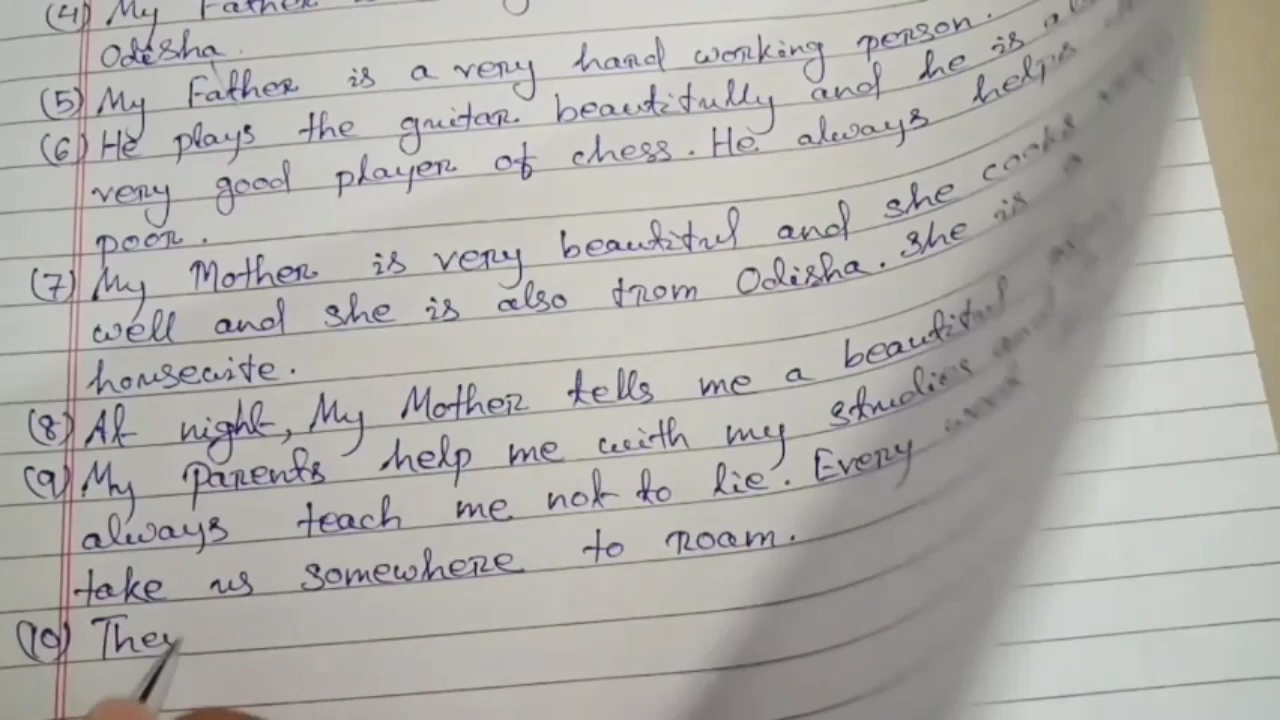 (4) My Father
Odisha.
(5) My Father is a very hard working person.
(6) He plays the guitar beautifully and he is a
very good player of chess. He always helps
poor.
(7) My Mother is very beautiful and she cooks
well and she is also from Odisha. She is a
housewife.
(8) At night, My Mother tells me a beautiful
(9) My parents help me with my studies and
always teach me not to lie. Every
take us somewhere to roam.
(10) They